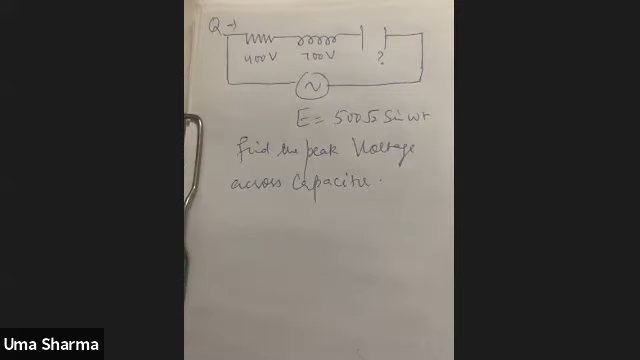 Q→
400V 700V ?
E = 500√2 Sin ωt
find the peak Voltage
across Capacitor.
Uma Sharma